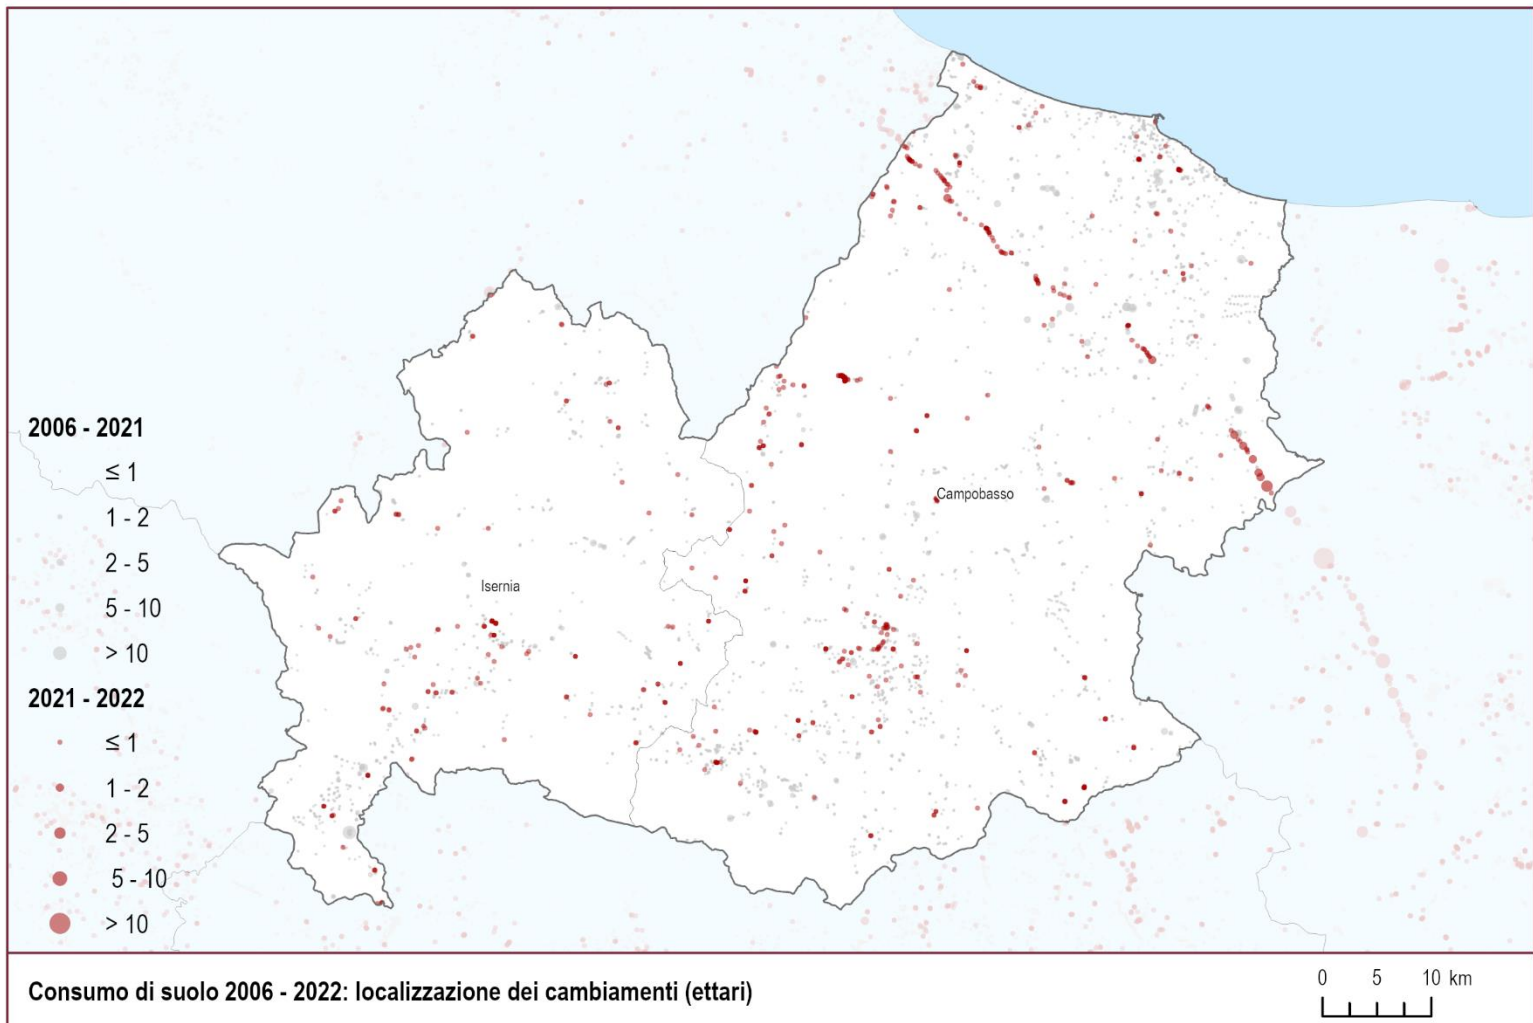 Campobasso
Isernia
2006 - 2021
≤ 1
1 - 2
2 - 5
5 - 10
> 10
2021 - 2022
≤ 1
1 - 2
2 - 5
5 - 10
> 10
Consumo di suolo 2006 - 2022: localizzazione dei cambiamenti (ettari)
0 5 10 km